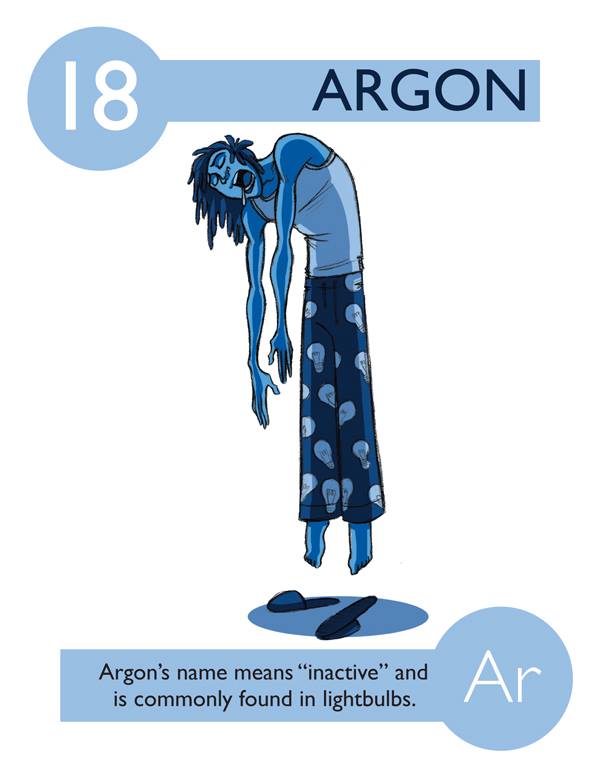 18
ARGON
Argon's name means “inactive” and
is commonly found in lightbulbs.
Ar